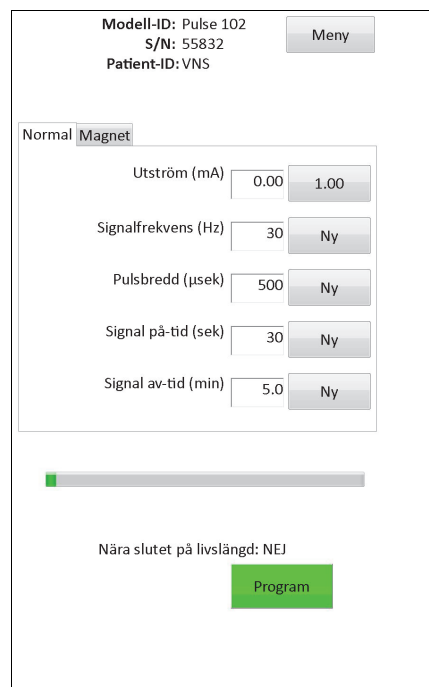 Modell-ID: Pulse 102
S/N: 55832
Patient-ID: VNS
Meny
Normal Magnet
Utström (mA) 0.00 1.00
Signalfrekvens (Hz) 30 Ny
Pulsbredd (µsek) 500 Ny
Signal på-tid (sek) 30 Ny
Signal av-tid (min) 5.0 Ny
Nära slutet på livslängd: NEJ
Program